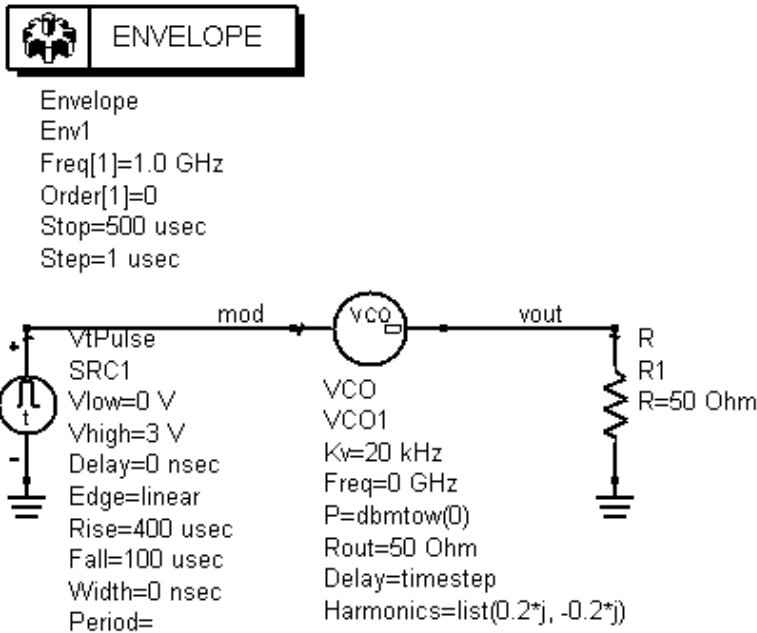 ENVELOPE
Envelope
Env1
Freq[1]=1.0 GHz
Order[1]=0
Stop=500 usec
Step=1 usec
mod
VCO
vout
+
VtPulse
SRC1
Vlow=0 V
Vhigh=3 V
Delay=0 nsec
Edge=linear
Rise=400 usec
Fall=100 usec
Width=0 nsec
Period=
t
-
VCO
VCO1
Kv=20 kHz
Freq=0 GHz
P=dbmtow(0)
Rout=50 Ohm
Delay=timestep
Harmonics=list(0.2*j, -0.2*j)
R
R1
R=50 Ohm